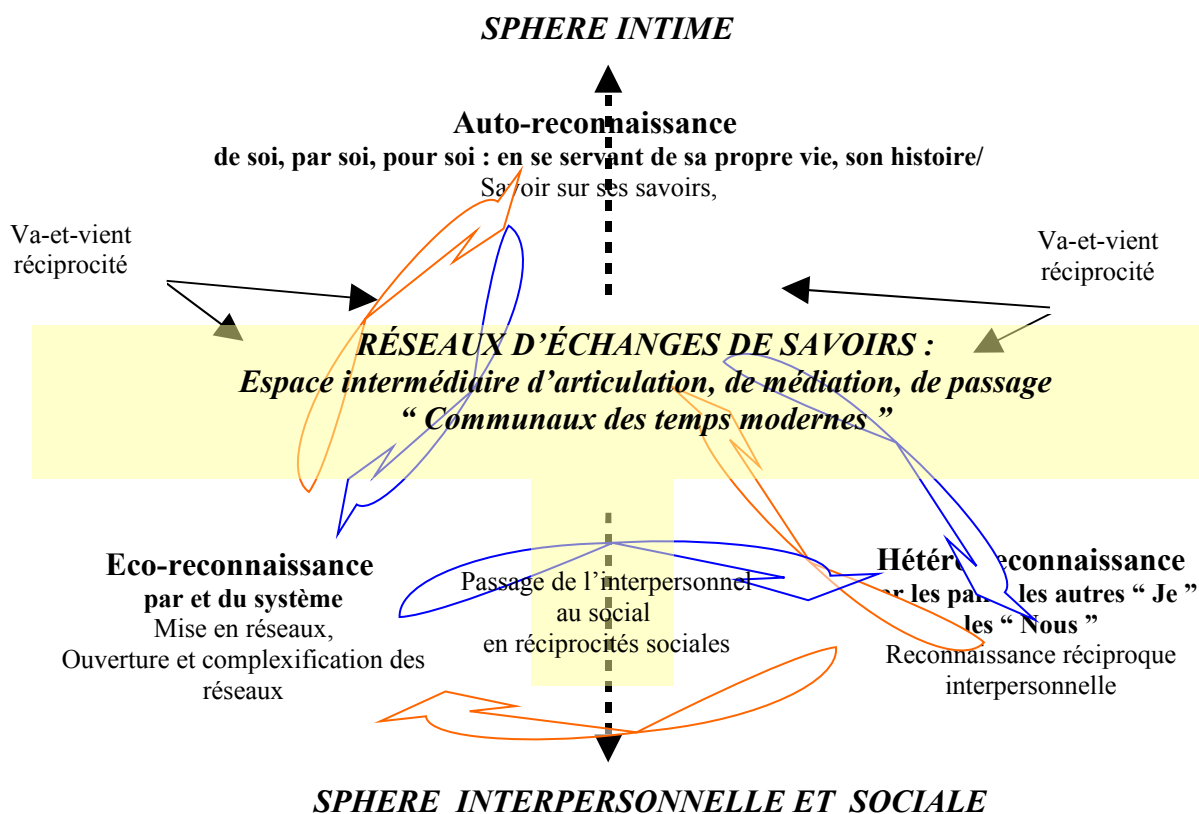 SPHERE INTIME
Auto-reconnaissance
de soi, par soi, pour soi : en se servant de sa propre vie, son histoire/
Savoir sur ses savoirs,
Va-et-vient
réciprocité
Va-et-vient
réciprocité
RÉSEAUX D’ÉCHANGES DE SAVOIRS :
Espace intermédiaire d’articulation, de médiation, de passage
“ Communaux des temps modernes ”
Eco-reconnaissance
par et du système
Mise en réseaux,
Ouverture et complexification des
réseaux
Passage de l’interpersonnel
au social
en réciprocités sociales
Hétéro-reconnaissance
par les les autres “ Je ”
les “ Nous ”
Reconnaissance réciproque
interpersonnelle
SPHERE INTERPERSONNELLE ET SOCIALE